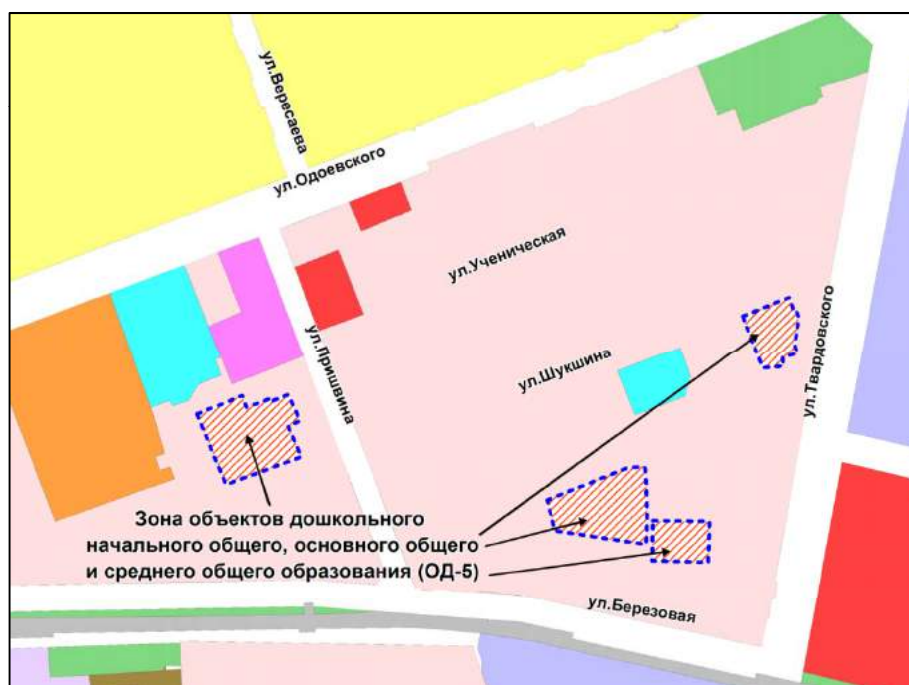 ул.Вересаева
ул.Одоевского
ул.Ученическая
ул.Пришвина
ул.Шукшина
ул.Твардовского
Зона объектов дошкольного
начального общего, основного общего
и среднего общего образования (ОД-5)
ул.Березовая